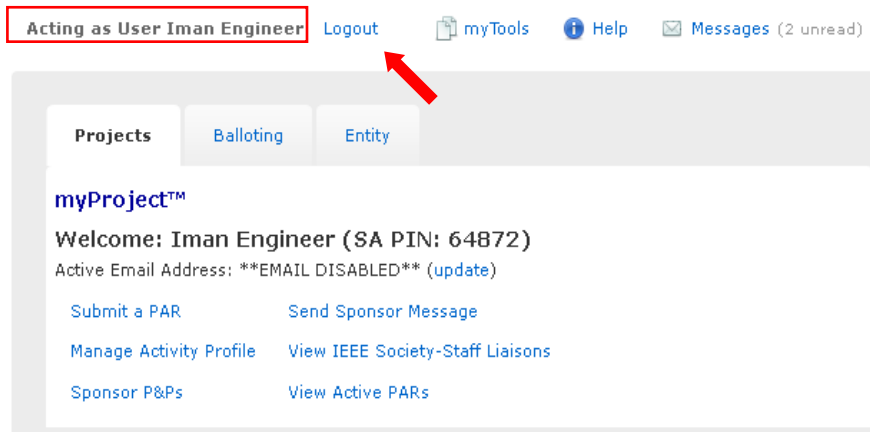 Acting as User Iman Engineer Logout myTools Help Messages (2 unread)
Projects Balloting Entity
myProject™
Welcome: Iman Engineer (SA PIN: 64872)
Active Email Address: **EMAIL DISABLED** (update)
Submit a PAR Send Sponsor Message
Manage Activity Profile View IEEE Society-Staff Liaisons
Sponsor P&Ps View Active PARs